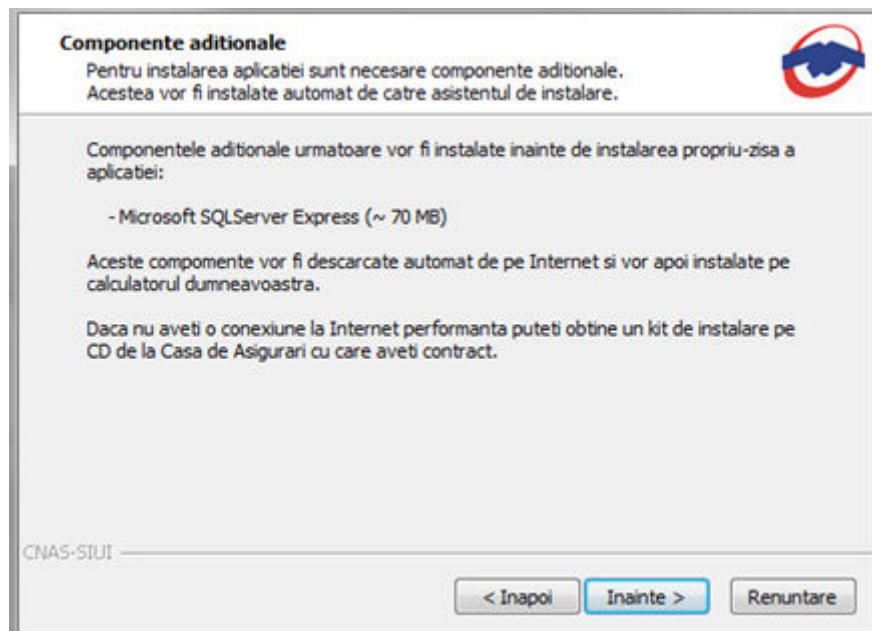 Componente aditionale
Pentru instalarea aplicatiei sunt necesare componente aditionale.
Acestea vor fi instalate automat de catre asistentul de instalare.
Componentele aditionale urmatoare vor fi instalate inainte de instalarea propriu-zisa a
aplicatiei:
- Microsoft SQLServer Express (~ 70 MB)
Aceste compomente vor fi descarcate automat de pe Internet si vor apoi instalate pe
calculatorul dumneavoastra.
Daca nu aveti o conexiune la Internet performanta puteti obtine un kit de instalare pe
CD de la Casa de Asigurari cu care aveti contract.
CNAS-SIUI
< Inapoi
Inainte >
Renuntare